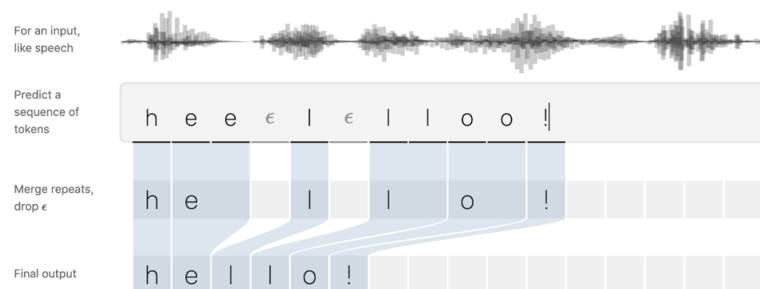 For an input,
like speech
Predict a
sequence of
tokens
h e e ϵ l ϵ l l o o !
Merge repeats,
drop ϵ
h e l l o !
Final output
h e l l o !